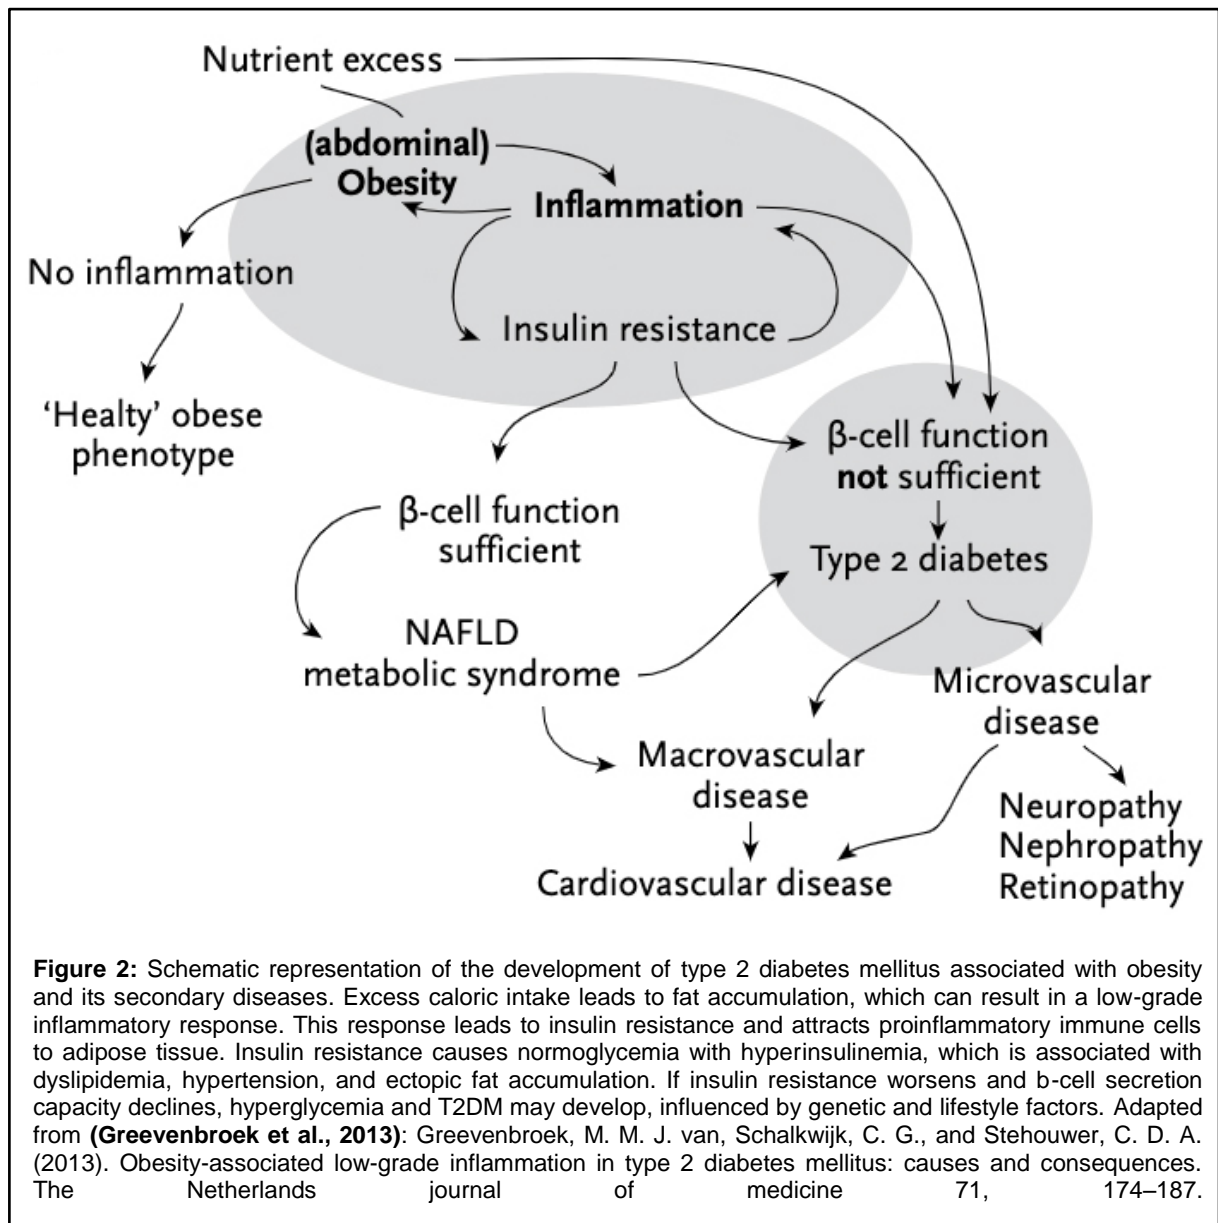 Nutrient excess
(abdominal)
Obesity
Inflammation
No inflammation
Insulin resistance
‘Healty’ obese
phenotype
β-cell function
not sufficient
β-cell function
sufficient
Type 2 diabetes
NAFLD
metabolic syndrome
Microvascular
disease
Macrovascular
disease
Neuropathy
Nephropathy
Retinopathy
Cardiovascular disease
Figure 2: Schematic representation of the development of type 2 diabetes mellitus associated with obesity
and its secondary diseases. Excess caloric intake leads to fat accumulation, which can result in a low-grade
inflammatory response. This response leads to insulin resistance and attracts proinflammatory immune cells
to adipose tissue. Insulin resistance causes normoglycemia with hyperinsulinemia, which is associated with
dyslipidemia, hypertension, and ectopic fat accumulation. If insulin resistance worsens and b-cell secretion
capacity declines, hyperglycemia and T2DM may develop, influenced by genetic and lifestyle factors. Adapted
from (Greevenbroek et al., 2013): Greevenbroek, M. M. J. van, Schalkwijk, C. G., and Stehouwer, C. D. A.
(2013). Obesity-associated low-grade inflammation in type 2 diabetes mellitus: causes and consequences.
The Netherlands journal of medicine 71, 174–187.